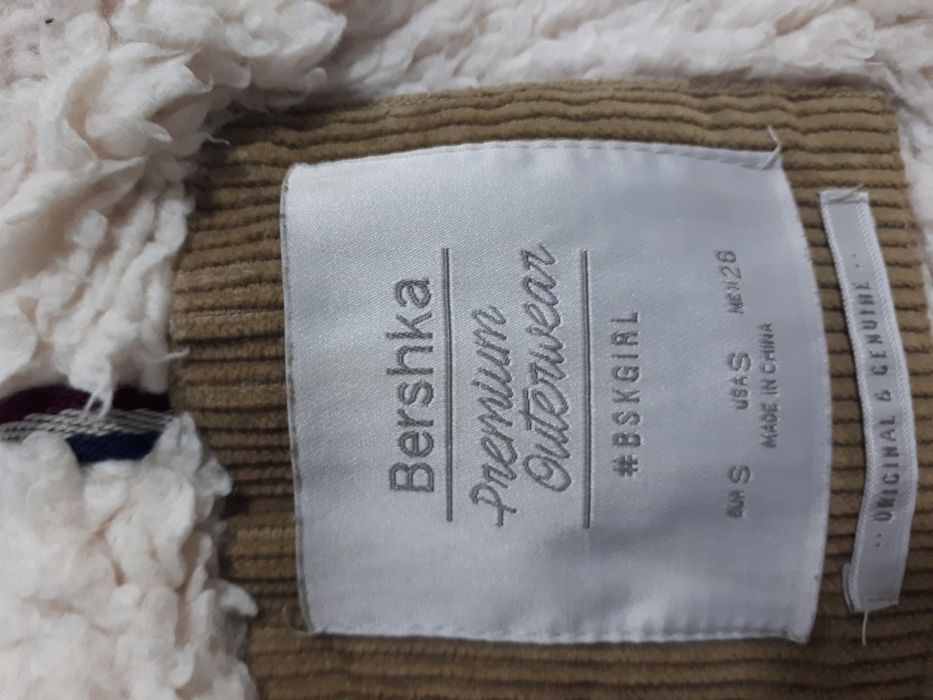 Bershka
Premium
Outerwear
#BSKGIRL
EUR S USA S MEX 26
MADE IN CHINA
·· ORIGINAL & GENUINE ··